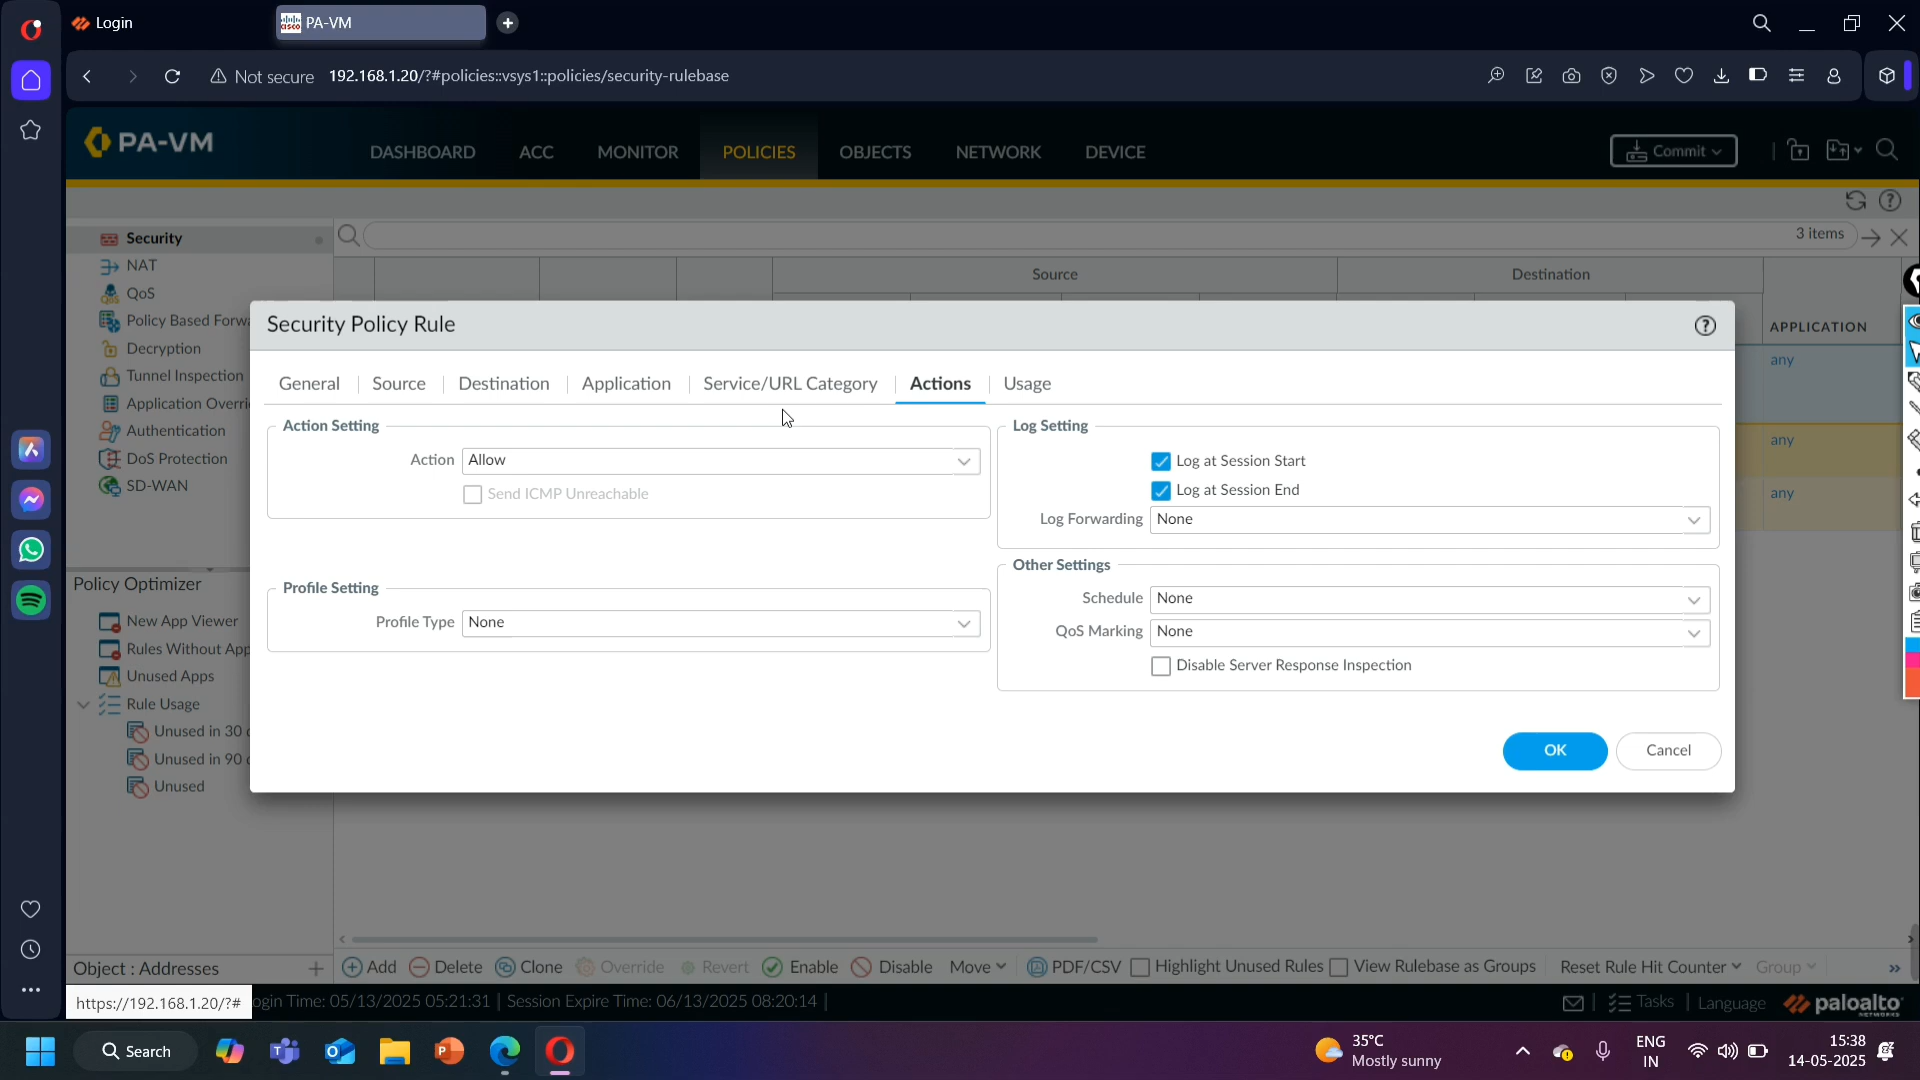 Login
PA-VM
Not secure 192.168.1.20/?#policies::vsys1::policies/security-rulebase
PA-VM
DASHBOARD
ACC
MONITOR
POLICIES
OBJECTS
NETWORK
DEVICE
Commit
Security
3 items
NAT
Source
Destination
QoS
Policy Based Forwa
Security Policy Rule
APPLICATION
Decryption
any
Tunnel Inspection
General
Source
Destination
Application
Service/URL Category
Actions
Usage
Application Overri
Authentication
Action Setting
Log Setting
any
DoS Protection
Action Allow
Log at Session Start
SD-WAN
Send ICMP Unreachable
Log at Session End
any
Log Forwarding None
Other Settings
Policy Optimizer
Profile Setting
Schedule None
New App Viewer
Profile Type None
QoS Marking None
Rules Without App
Disable Server Response Inspection
Unused Apps
Rule Usage
Unused in 30 d
Unused in 90 d
OK
Cancel
Unused
Object : Addresses
Add
Delete
Clone
Override
Revert
Enable
Disable
Move
PDF/CSV
Highlight Unused Rules
View Rulebase as Groups
Reset Rule Hit Counter
Group
https://192.168.1.20/?#
ogin Time: 05/13/2025 05:21:31 | Session Expire Time: 06/13/2025 08:20:14 |
Tasks
Language
paloalto
NETWORKS
Search
35°C
Mostly sunny
ENG
IN
15:38
14-05-2025